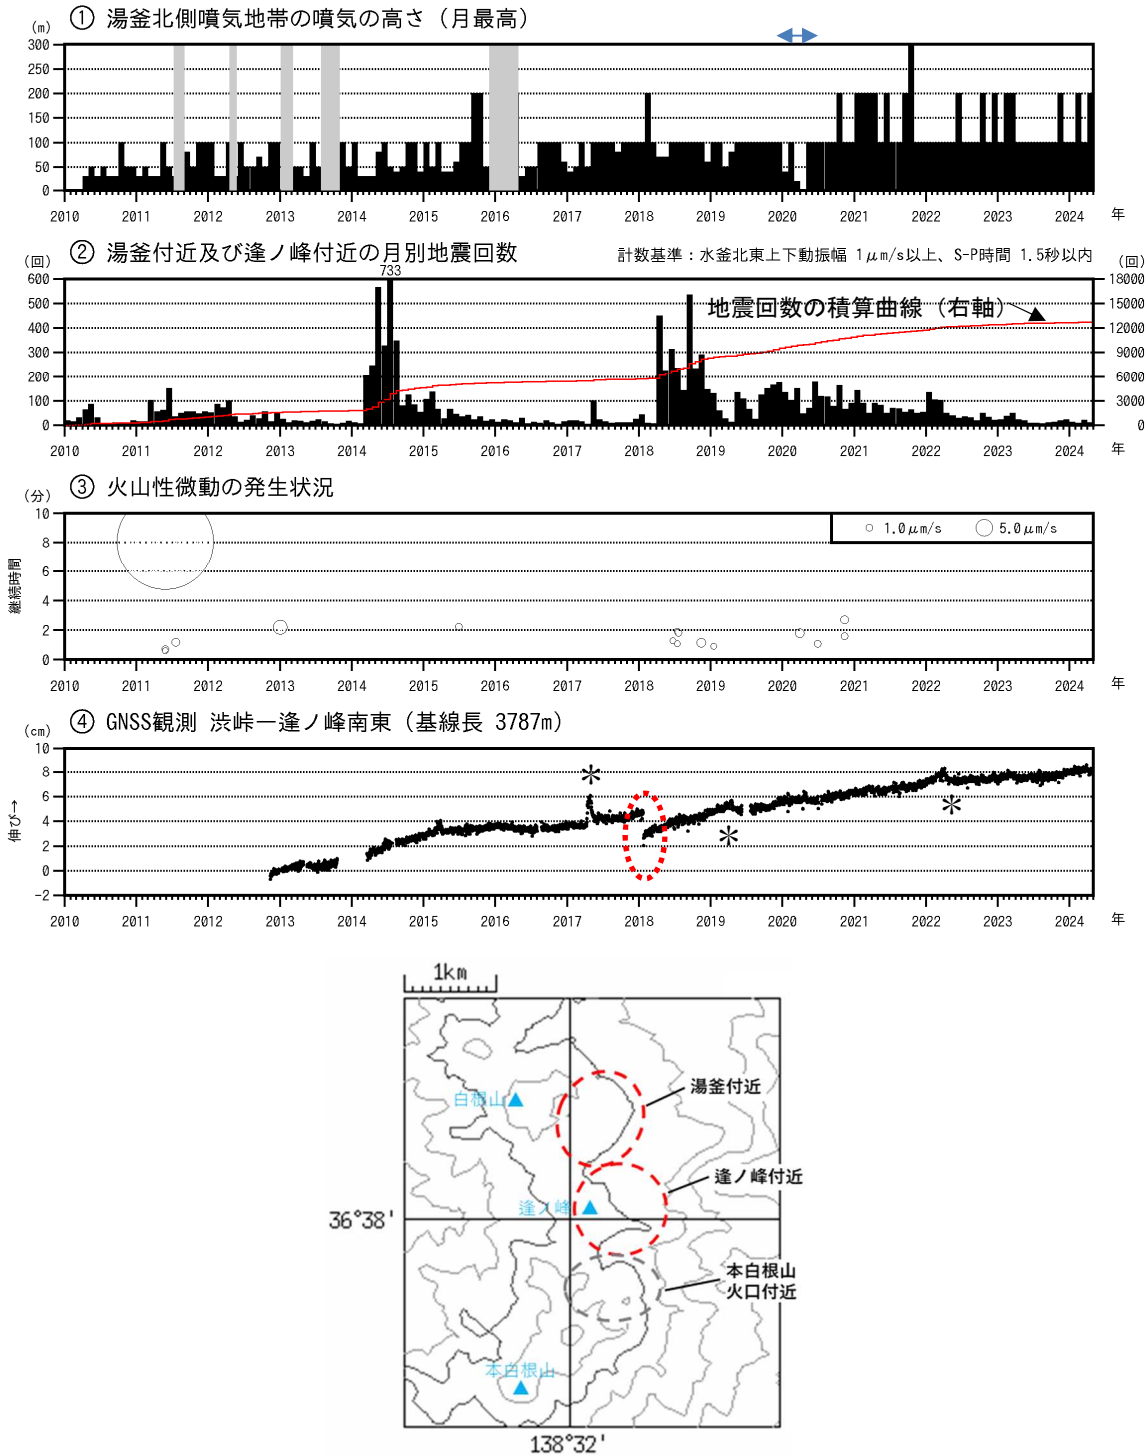 ① 湯釜北側噴気地帯の噴気の高さ（月最高）
(m)
300
250
200
150
100
50
0
2010 2011 2012 2013 2014 2015 2016 2017 2018 2019 2020 2021 2022 2023 2024 年
② 湯釜付近及び逢ノ峰付近の月別地震回数
計数基準：水釜北東上下動振幅 1μm/s以上、S-P時間 1.5秒以内
(回)
(回)
733
地震回数の積算曲線（右軸）
600 18000
500 15000
400 12000
300 9000
200 6000
100 3000
0 0
2010 2011 2012 2013 2014 2015 2016 2017 2018 2019 2020 2021 2022 2023 2024 年
③ 火山性微動の発生状況
(分)
継続時間
10
8
6
4
2
0
1.0μm/s 5.0μm/s
2010 2011 2012 2013 2014 2015 2016 2017 2018 2019 2020 2021 2022 2023 2024 年
④ GNSS観測 渋峠－逢ノ峰南東（基線長 3787m）
(cm)
伸び→
10
8
6
4
2
0
-2
＊
＊
＊
2010 2011 2012 2013 2014 2015 2016 2017 2018 2019 2020 2021 2022 2023 2024 年
1km
湯釜付近
白根山
逢ノ峰付近
逢ノ峰
36°38'
本白根山
火口付近
本白根山
138°32'